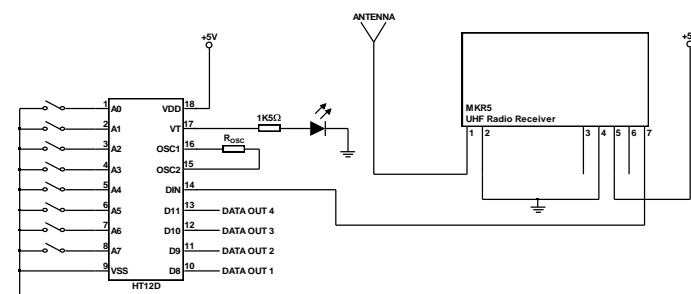 ANTENNA
+5V
+5
MKR5
UHF Radio Receiver
1 2 3 4 5 6 7
1 A0 VDD 18
2 A1 VT 17
1K5Ω
3 A2 OSC1 16
ROSC
4 A3 OSC2 15
5 A4 DIN 14
6 A5 D11 13 DATA OUT 4
7 A6 D10 12 DATA OUT 3
8 A7 D9 11 DATA OUT 2
9 VSS D8 10 DATA OUT 1
HT12D